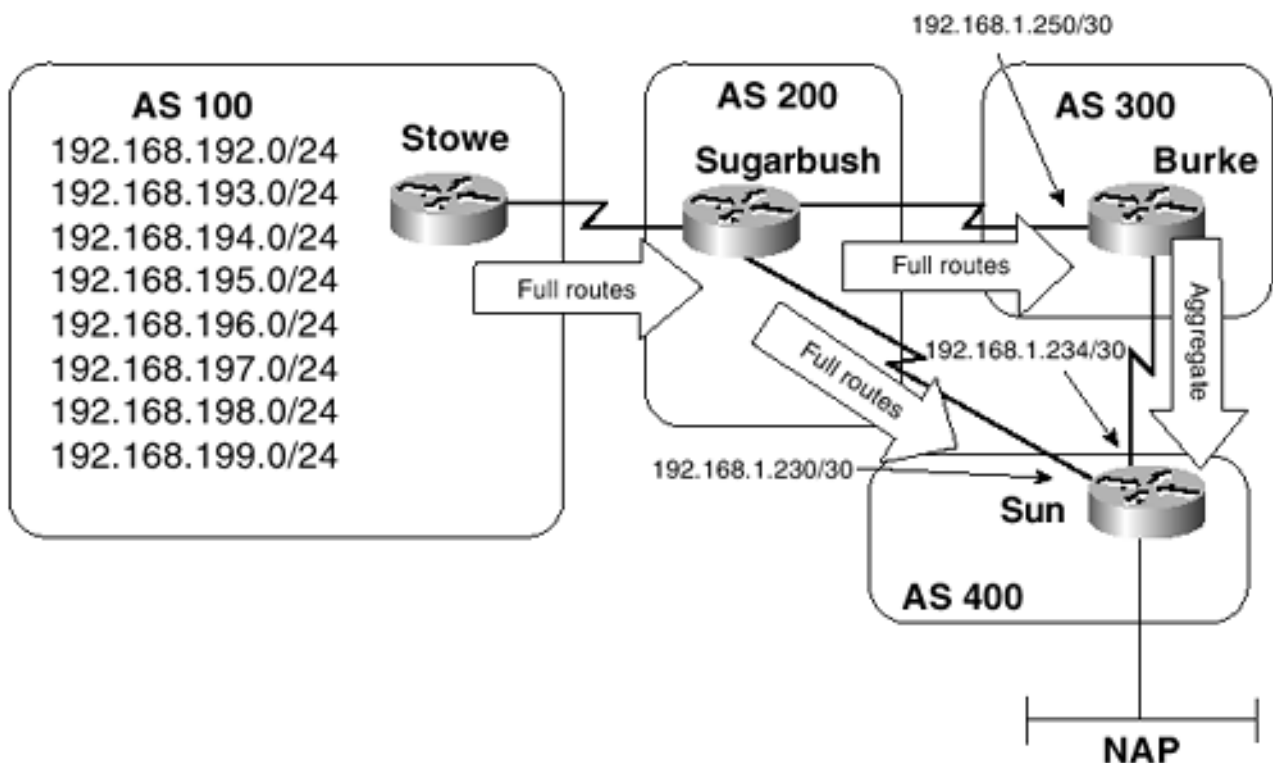 192.168.1.250/30
AS 100
192.168.192.0/24
192.168.193.0/24
192.168.194.0/24
192.168.195.0/24
192.168.196.0/24
192.168.197.0/24
192.168.198.0/24
192.168.199.0/24
Stowe
Full routes
AS 200
Sugarbush
Full routes
Full routes
AS 300
Burke
Aggregate
192.168.1.234/30
192.168.1.230/30
Sun
AS 400
NAP